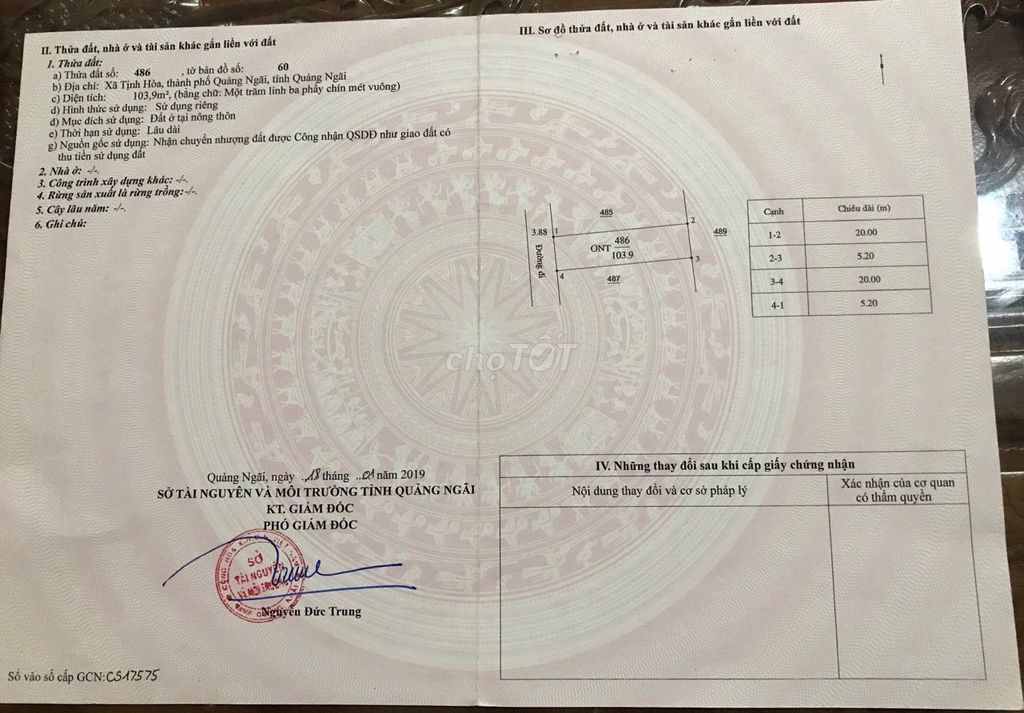 II. Thửa đất, nhà ở và tài sản khác gắn liền với đất
1. Thửa đất:
a) Thửa đất số: 486 , tờ bản đồ số: 60
b) Địa chỉ: Xã Tịnh Hòa, thành phố Quảng Ngãi, tỉnh Quảng Ngãi
c) Diện tích: 103,9m², (bằng chữ: Một trăm linh ba phẩy chín mét vuông)
d) Hình thức sử dụng: Sử dụng riêng
đ) Mục đích sử dụng: Đất ở tại nông thôn
e) Thời hạn sử dụng: Lâu dài
g) Nguồn gốc sử dụng: Nhận chuyển nhượng đất được Công nhận QSDĐ như giao đất có
thu tiền sử dụng đất
2. Nhà ở: -/-.
3. Công trình xây dựng khác: -/-.
4. Rừng sản xuất là rừng trồng:-/-.
5. Cây lâu năm: -/-.
6. Ghi chú:
Quảng Ngãi, ngày ..18 tháng ..01 năm 2019
SỞ TÀI NGUYÊN VÀ MÔI TRƯỜNG TỈNH QUẢNG NGÃI
KT. GIÁM ĐỐC
PHÓ GIÁM ĐỐC
SỞ
TÀI NGUYÊN
Nguyễn Đức Trung
Số vào sổ cấp GCN:CS17575
III. Sơ đồ thửa đất, nhà ở và tài sản khác gắn liền với đất
485
3.88 1 2 489
ONT 486
103.9
Đường đi
4 487 3
Cạnh Chiều dài (m)
1-2 20.00
2-3 5.20
3-4 20.00
4-1 5.20
chợTỐT
IV. Những thay đổi sau khi cấp giấy chứng nhận
Nội dung thay đổi và cơ sở pháp lý
Xác nhận của cơ quan
có thẩm quyền